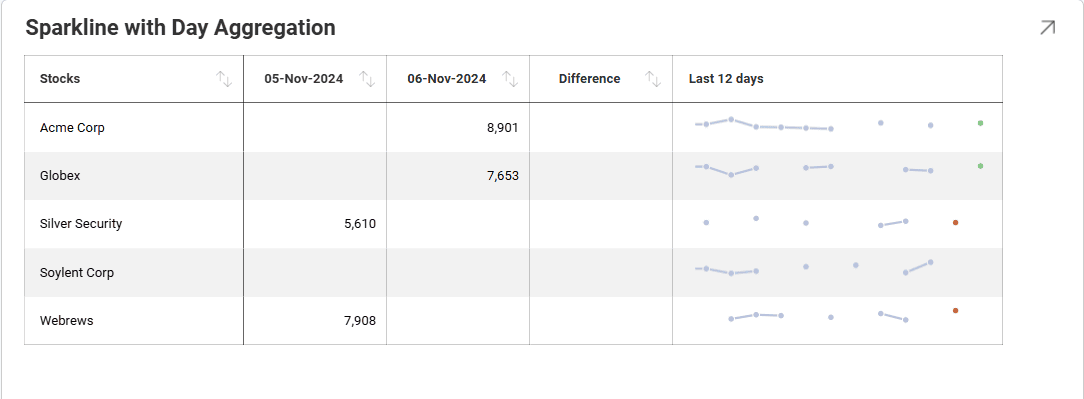 Sparkline with Day Aggregation
Stocks 05-Nov-2024 06-Nov-2024 Difference Last 12 days
Acme Corp 8,901
Globex 7,653
Silver Security 5,610
Soylent Corp
Webrews 7,908